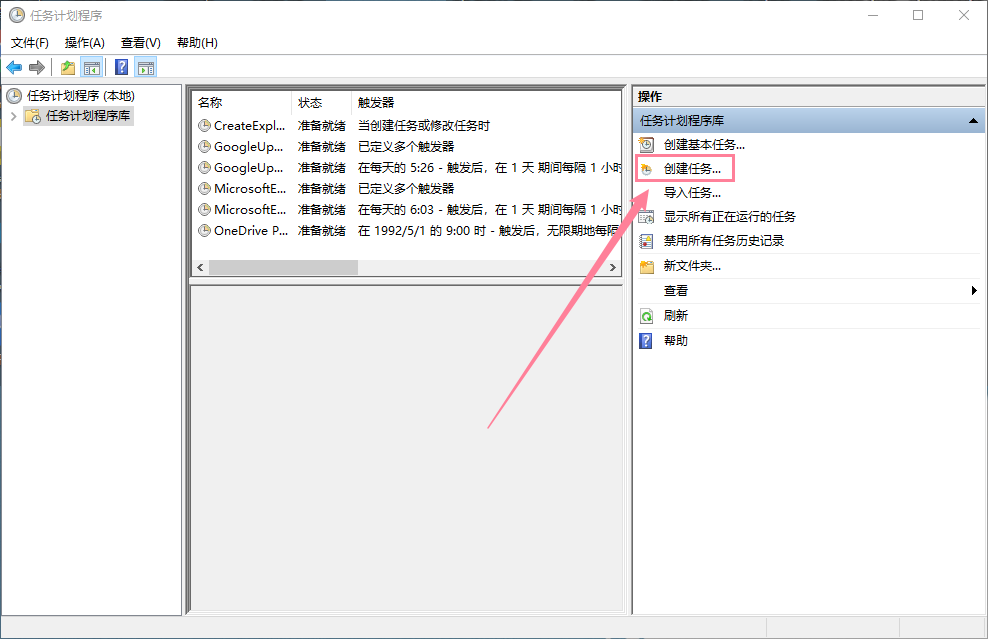 任务计划程序
文件(F) 操作(A) 查看(V) 帮助(H)
任务计划程序 (本地)
任务计划程序库
名称 状态 触发器
CreateExpl... 准备就绪 当创建任务或修改任务时
GoogleUp... 准备就绪 已定义多个触发器
GoogleUp... 准备就绪 在每天的 5:26 - 触发后，在 1 天 期间每隔 1 小时
MicrosoftE... 准备就绪 已定义多个触发器
MicrosoftE... 准备就绪 在每天的 6:03 - 触发后，在 1 天 期间每隔 1 小时
OneDrive P... 准备就绪 在 1992/5/1 的 9:00 时 - 触发后，无限期地每隔
操作
任务计划程序库
创建基本任务...
创建任务...
导入任务...
显示所有正在运行的任务
禁用所有任务历史记录
新文件夹...
查看
刷新
帮助